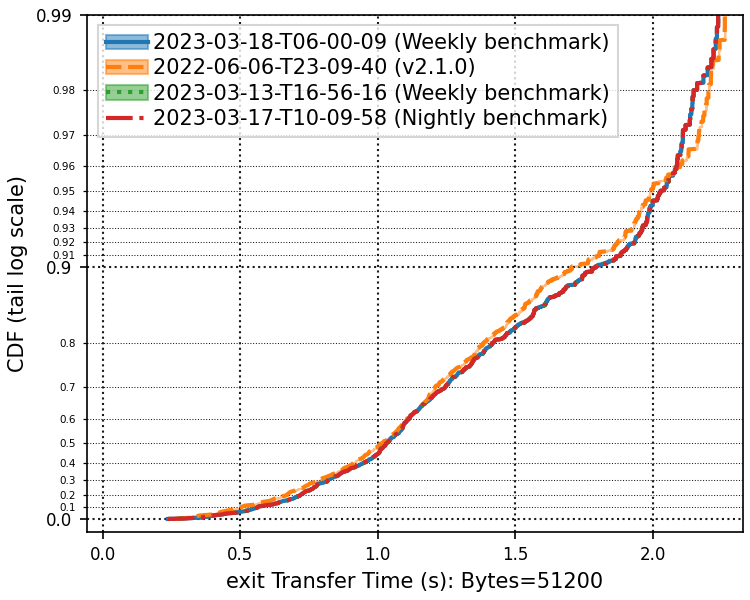 0.99
2023-03-18-T06-00-09 (Weekly benchmark)
2022-06-06-T23-09-40 (v2.1.0)
2023-03-13-T16-56-16 (Weekly benchmark)
2023-03-17-T10-09-58 (Nightly benchmark)
0.98
0.97
0.96
0.95
0.94
0.93
0.92
0.91
0.9
0.8
0.7
0.6
0.5
0.4
0.3
0.2
0.1
0.0
CDF (tail log scale)
0.0 0.5 1.0 1.5 2.0
exit Transfer Time (s): Bytes=51200